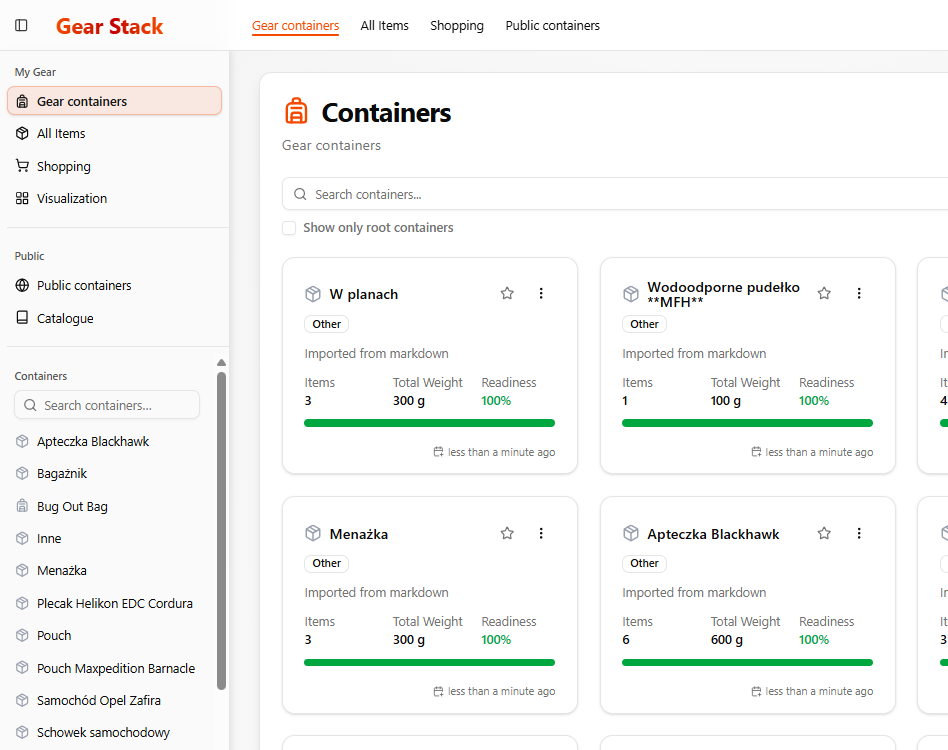 Gear Stack
Gear containers
All Items
Shopping
Public containers
My Gear
Gear containers
All Items
Shopping
Visualization
Public
Public containers
Catalogue
Containers
Search containers...
Apteczka Blackhawk
Bagażnik
Bug Out Bag
Inne
Menażka
Plecak Helikon EDC Cordura
Pouch
Pouch Maxpedition Barnacle
Samochód Opel Zafira
Schowek samochodowy
Containers
Gear containers
Search containers...
Show only root containers
W planach
Other
Imported from markdown
Items Total Weight Readiness
3 300 g 100%
less than a minute ago
Wodoodporne pudełko
**MFH**
Other
Imported from markdown
Items Total Weight Readiness
1 100 g 100%
less than a minute ago
Menażka
Other
Imported from markdown
Items Total Weight Readiness
3 300 g 100%
less than a minute ago
Apteczka Blackhawk
Other
Imported from markdown
Items Total Weight Readiness
6 600 g 100%
less than a minute ago